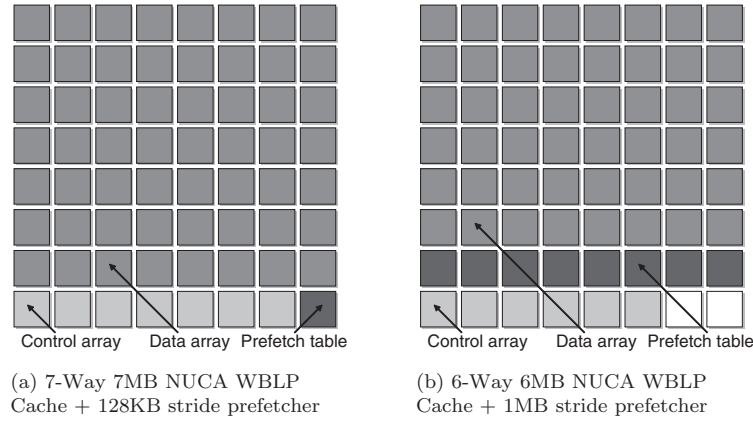 Control array Data array Prefetch table
(a) 7-Way 7MB NUCA WBLP
Cache + 128KB stride prefetcher
Control array Data array Prefetch table
(b) 6-Way 6MB NUCA WBLP
Cache + 1MB stride prefetcher